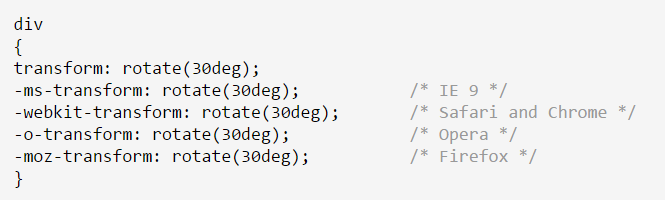 div
{
transform: rotate(30deg);
-ms-transform: rotate(30deg);           /* IE 9 */
-webkit-transform: rotate(30deg);       /* Safari and Chrome */
-o-transform: rotate(30deg);            /* Opera */
-moz-transform: rotate(30deg);          /* Firefox */
}